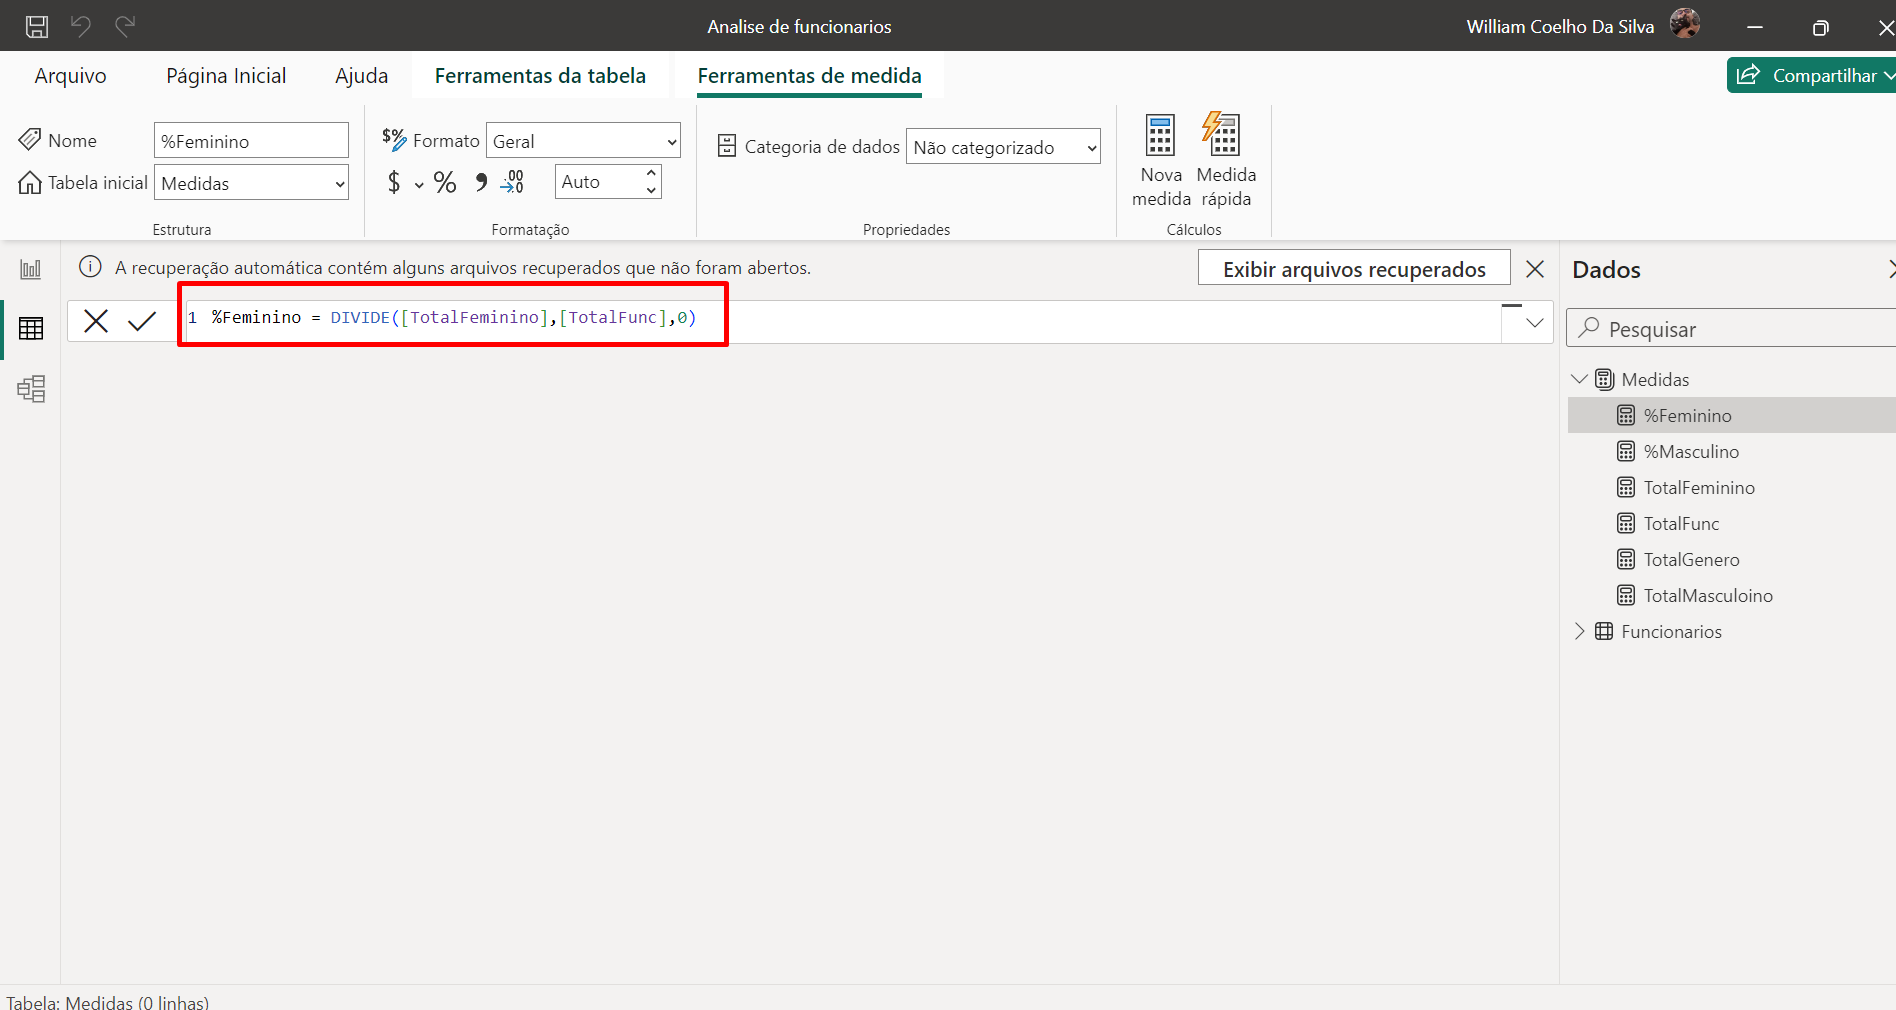 Analise de funcionarios
William Coelho Da Silva
Arquivo
Página Inicial
Ajuda
Ferramentas da tabela
Ferramentas de medida
Compartilhar
Nome
%Feminino
Tabela inicial
Medidas
Estrutura
$%
Formato
Geral
$
%
,
.00
Auto
Formatação
Categoria de dados
Não categorizado
Propriedades
Nova medida
Medida rápida
Cálculos
A recuperação automática contém alguns arquivos recuperados que não foram abertos.
Exibir arquivos recuperados
1 %Feminino = DIVIDE([TotalFeminino],[TotalFunc],0)
Dados
Pesquisar
Medidas
%Feminino
%Masculino
TotalFeminino
TotalFunc
TotalGenero
TotalMasculoino
Funcionarios
Tabela: Medidas (0 linhas)